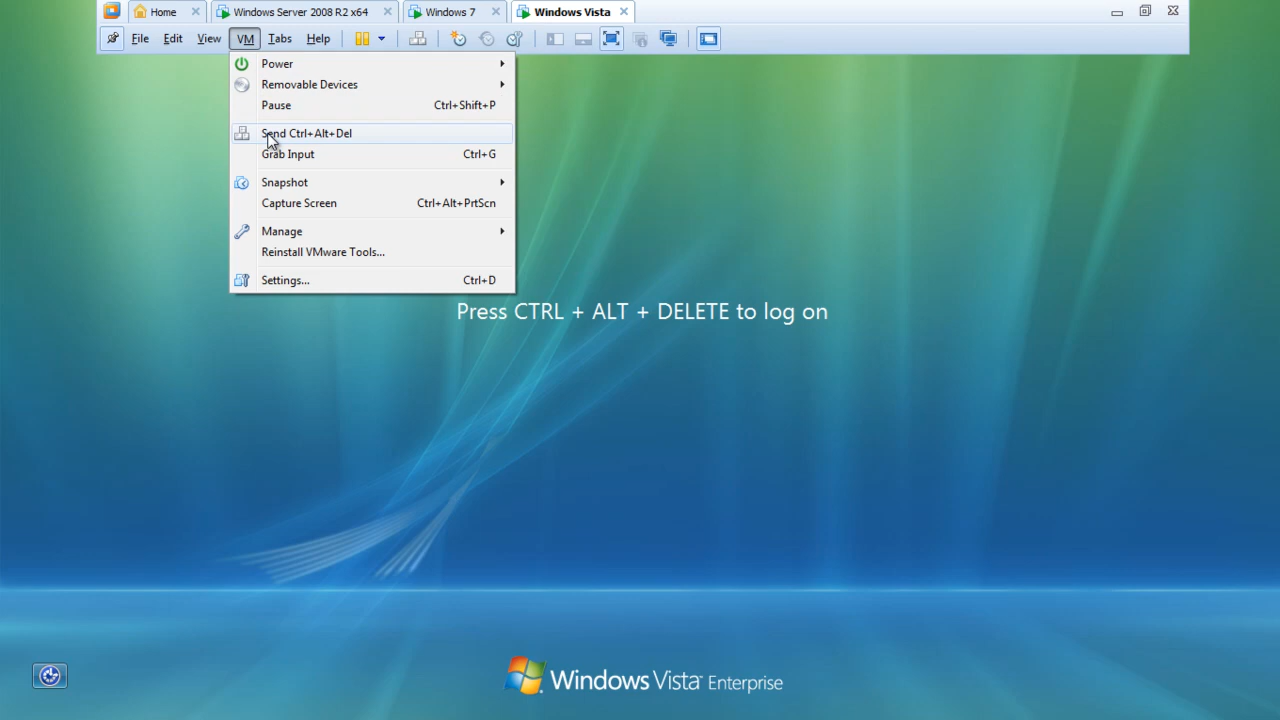 Home
Windows Server 2008 R2 x64
Windows 7
Windows Vista
File Edit View VM Tabs Help
Power
Removable Devices
Pause Ctrl+Shift+P
Send Ctrl+Alt+Del
Grab Input Ctrl+G
Snapshot
Capture Screen Ctrl+Alt+PrtScn
Manage
Reinstall VMware Tools...
Settings... Ctrl+D
Press CTRL + ALT + DELETE to log on
Windows Vista Enterprise